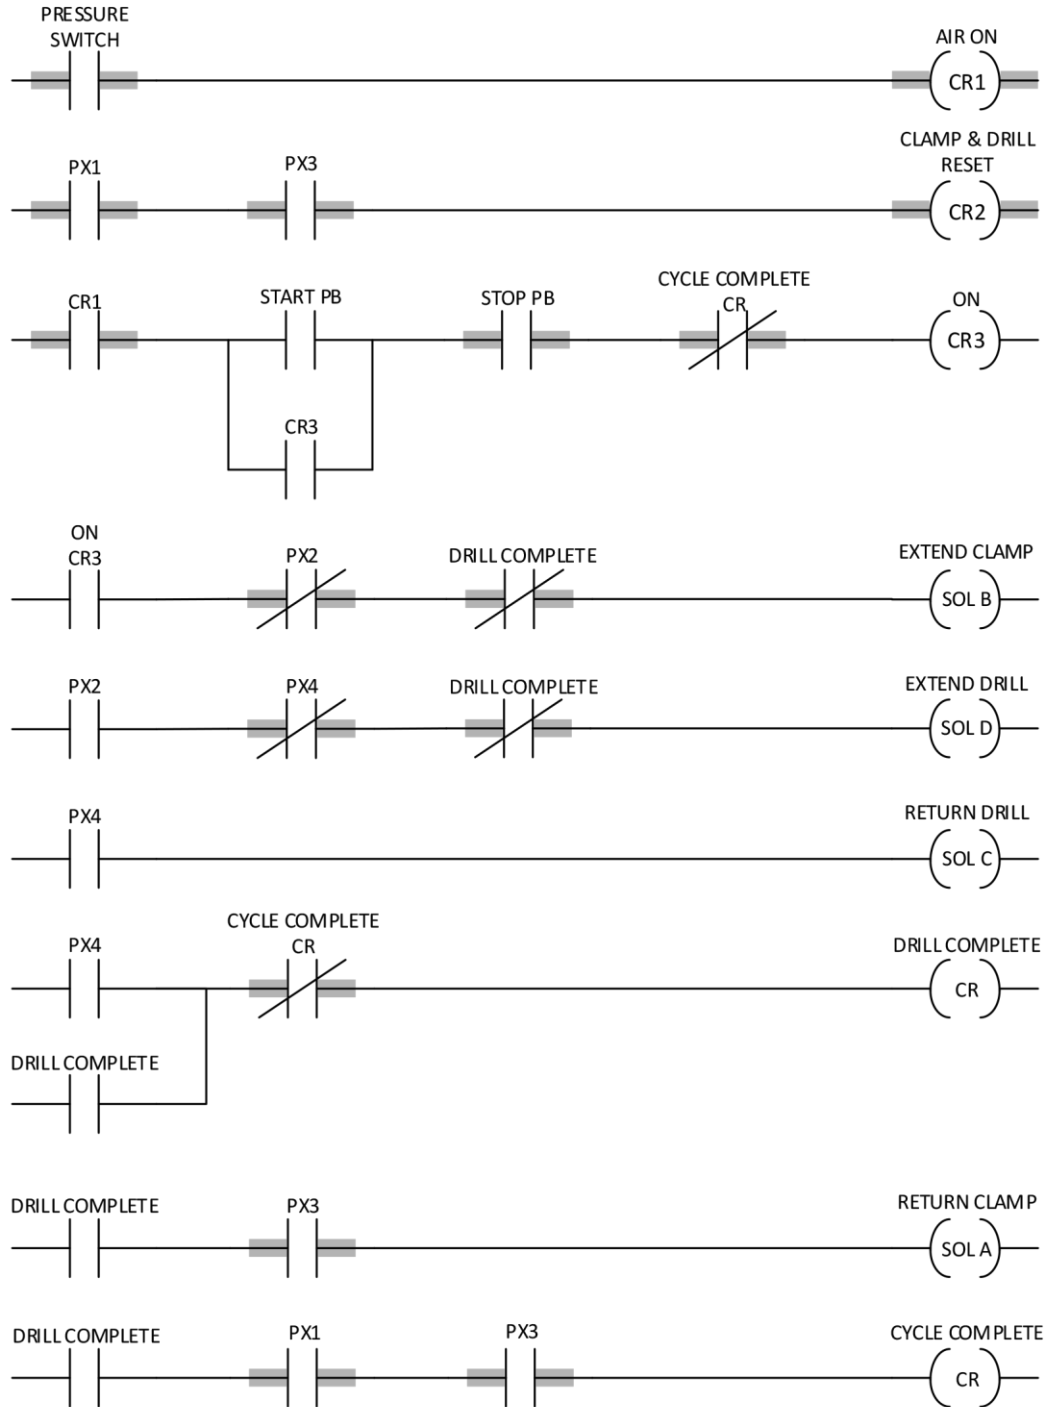 PRESSURE
SWITCH
AIR ON
CR1
CLAMP & DRILL
RESET
PX1
PX3
CR2
CR1
START PB
STOP PB
CYCLE COMPLETE
CR
ON
CR3
CR3
ON
CR3
PX2
DRILL COMPLETE
EXTEND CLAMP
SOL B
PX2
PX4
DRILL COMPLETE
EXTEND DRILL
SOL D
PX4
RETURN DRILL
SOL C
PX4
CYCLE COMPLETE
CR
DRILL COMPLETE
CR
DRILL COMPLETE
DRILL COMPLETE
PX3
RETURN CLAMP
SOL A
DRILL COMPLETE
PX1
PX3
CYCLE COMPLETE
CR